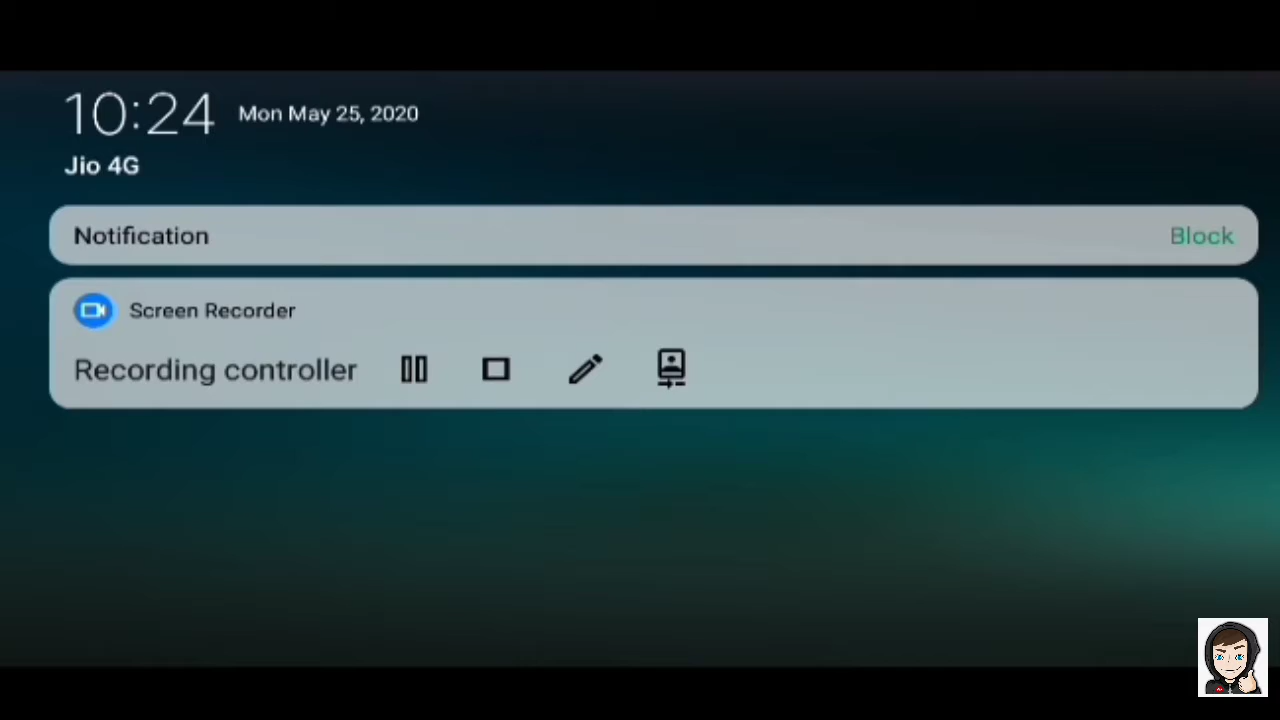 10:24 Mon May 25, 2020
Jio 4G
Notification Block
Screen Recorder
Recording controller